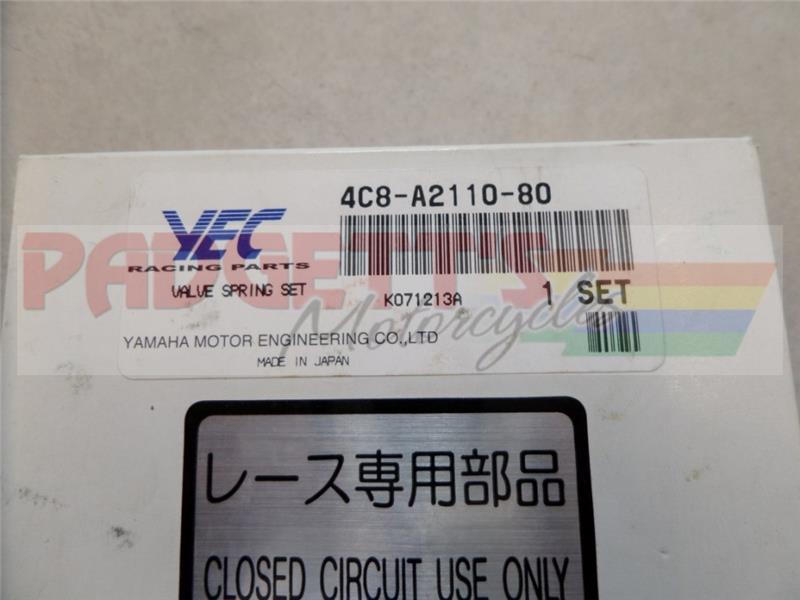 4C8-A2110-80
YEC
RACING PARTS
VALVE SPRING SET K071213A 1 SET
YAMAHA MOTOR ENGINEERING CO.,LTD
MADE IN JAPAN
PADGETT'S
Motorcycles
レース専用部品
CLOSED CIRCUIT USE ONLY